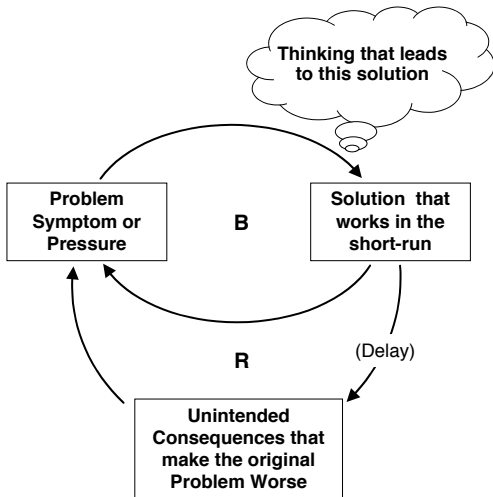 Thinking that leads
to this solution
Problem
Symptom or
Pressure
B
Solution that
works in the
short-run
R
(Delay)
Unintended
Consequences that
make the original
Problem Worse